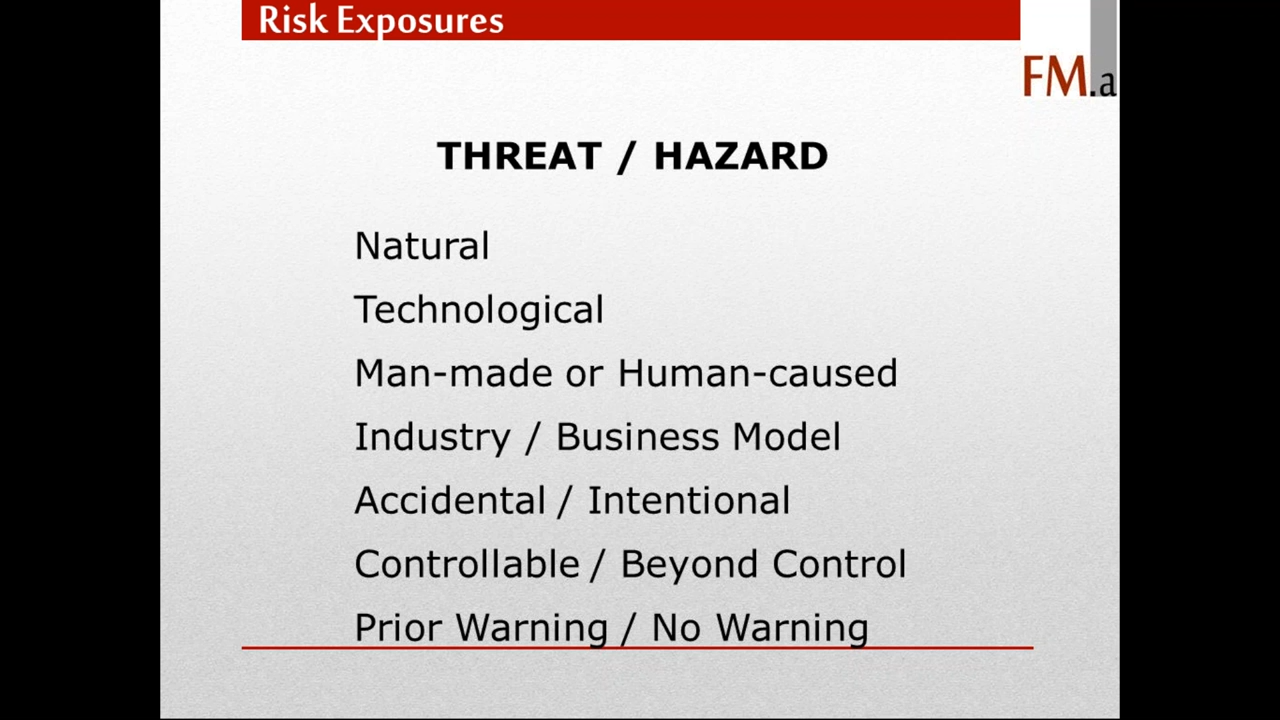 Risk Exposures
FM.a
THREAT / HAZARD
Natural
Technological
Man-made or Human-caused
Industry / Business Model
Accidental / Intentional
Controllable / Beyond Control
Prior Warning / No Warning